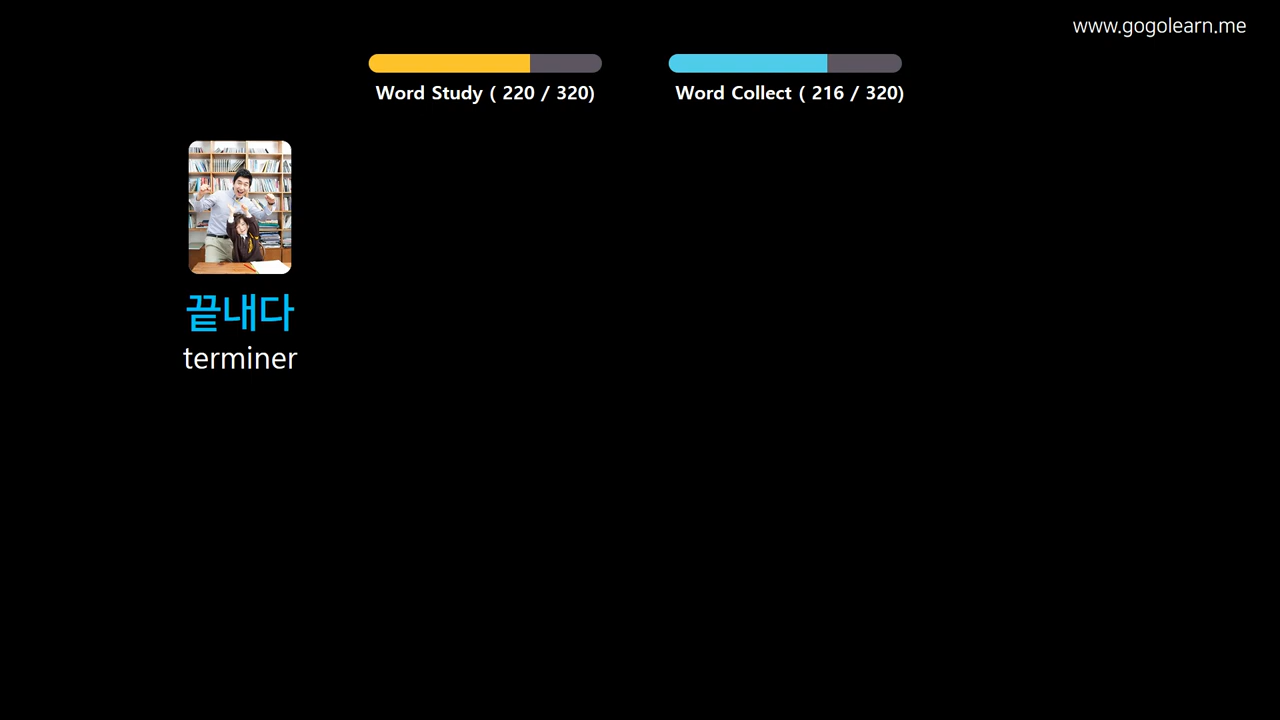 www.gogolearn.me
Word Study ( 220 / 320)
Word Collect ( 216 / 320)
끝내다
terminer